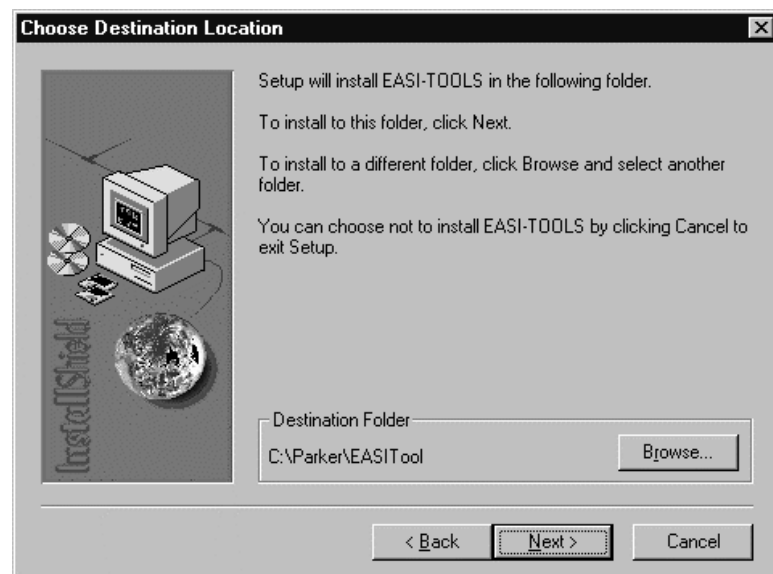 Choose Destination Location
Setup will install EASI-TOOLS in the following folder.
To install to this folder, click Next.
To install to a different folder, click Browse and select another
folder.
You can choose not to install EASI-TOOLS by clicking Cancel to
exit Setup.
InstallShield
Destination Folder
C:\Parker\EASITool
Browse...
< Back
Next >
Cancel